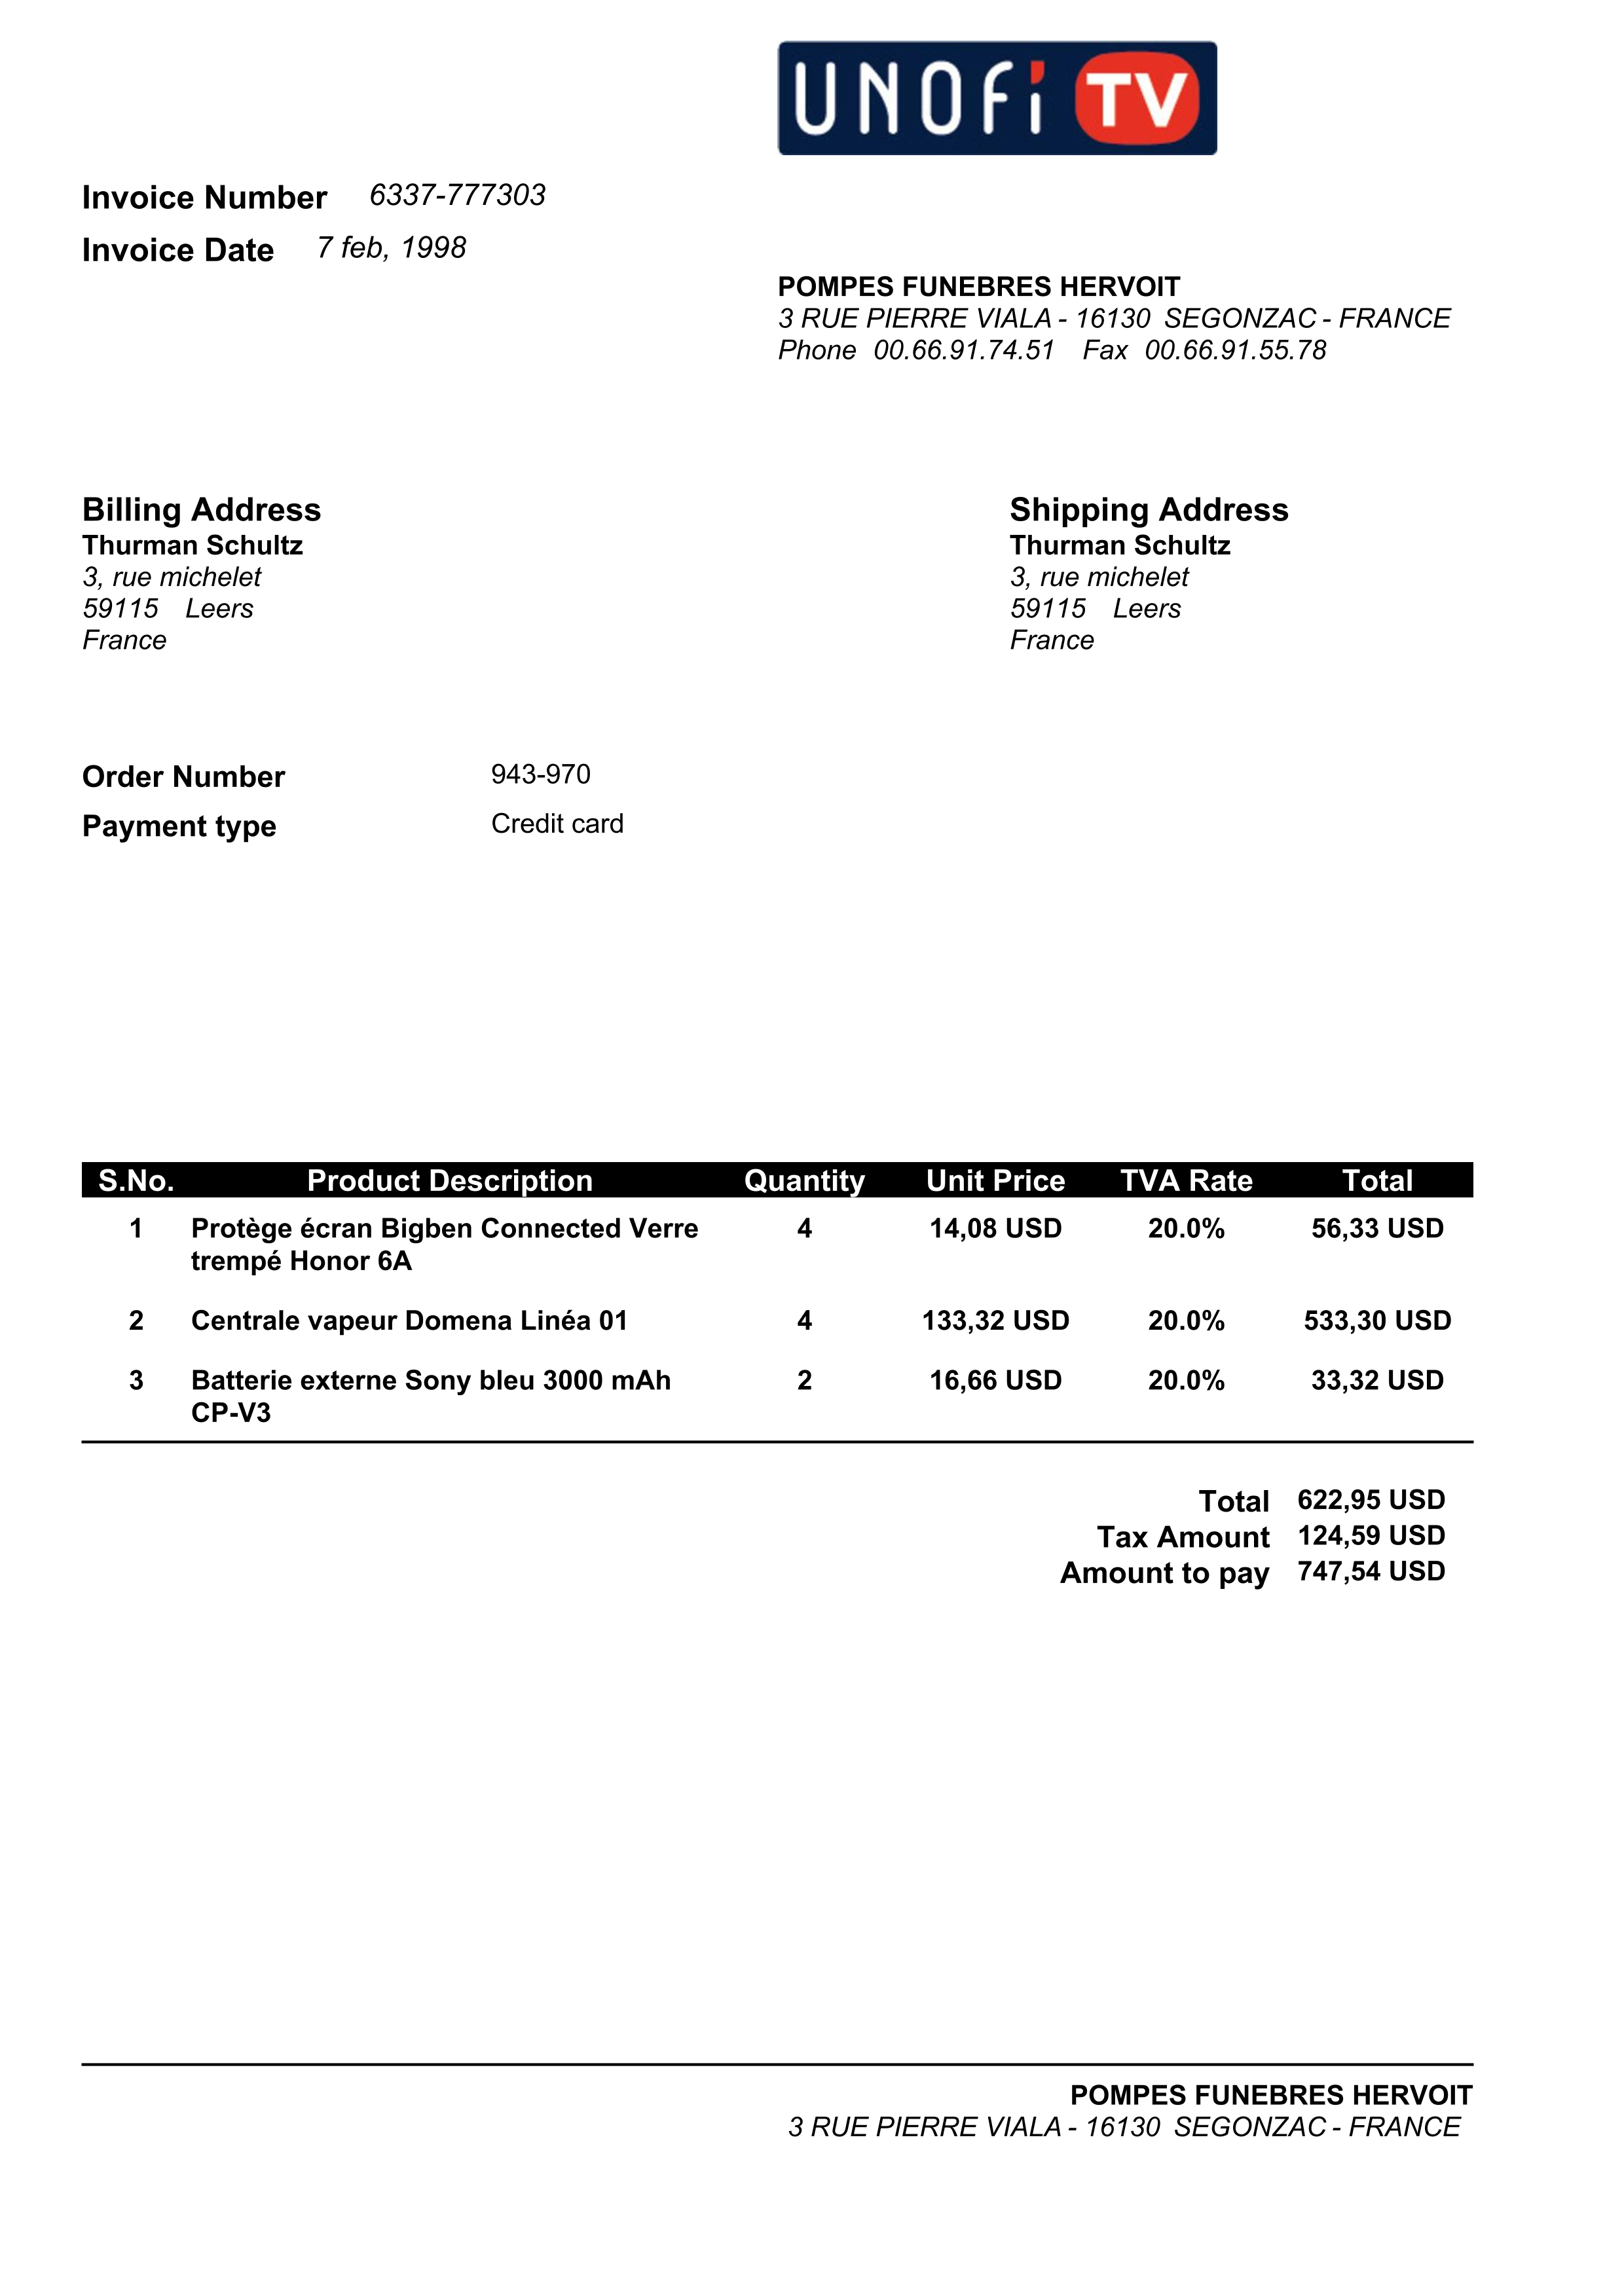 UNOFi TV
Invoice Number 6337-777303
Invoice Date 7 feb, 1998
POMPES FUNEBRES HERVOIT
3 RUE PIERRE VIALA - 16130 SEGONZAC - FRANCE
Phone 00.66.91.74.51 Fax 00.66.91.55.78
Billing Address
Thurman Schultz
3, rue michelet
59115 Leers
France
Shipping Address
Thurman Schultz
3, rue michelet
59115 Leers
France
Order Number 943-970
Payment type Credit card
S.No. Product Description Quantity Unit Price TVA Rate Total
1 Protège écran Bigben Connected Verre 4 14,08 USD 20.0% 56,33 USD
trempé Honor 6A
2 Centrale vapeur Domena Linéa 01 4 133,32 USD 20.0% 533,30 USD
3 Batterie externe Sony bleu 3000 mAh 2 16,66 USD 20.0% 33,32 USD
CP-V3
Total 622,95 USD
Tax Amount 124,59 USD
Amount to pay 747,54 USD
POMPES FUNEBRES HERVOIT
3 RUE PIERRE VIALA - 16130 SEGONZAC - FRANCE